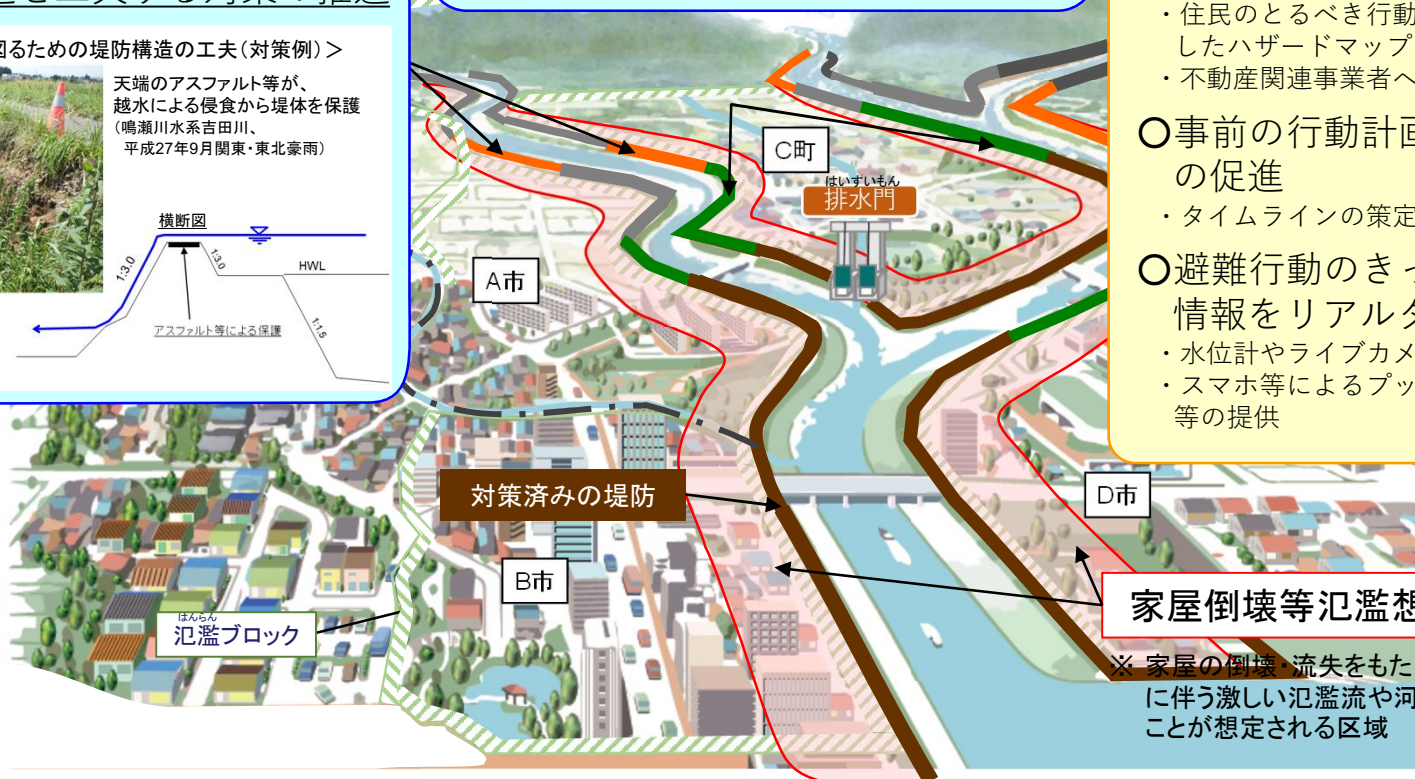 を工夫する対策の推進
図るための堤防構造の工夫(対策例)＞
天端のアスファルト等が、
越水による侵食から堤体を保護
(鳴瀬川水系吉田川、
平成27年9月関東・東北豪雨)
横断図
1:3.0
1:3.0
HWL
1:1.5
アスファルト等による保護
・住民のとるべき行動
したハザードマップ
・不動産関連事業者へ
〇事前の行動計画
の促進
・タイムラインの策定
〇避難行動のきっ
情報をリアルタ
・水位計やライブカメ
・スマホ等によるプッ
等の提供
C町
はいすいもん
排水門
A市
対策済みの堤防
D市
B市
はんらん
氾濫ブロック
家屋倒壊等氾濫想
※ 家屋の倒壊・流失をもた
に伴う激しい氾濫流や河
ことが想定される区域